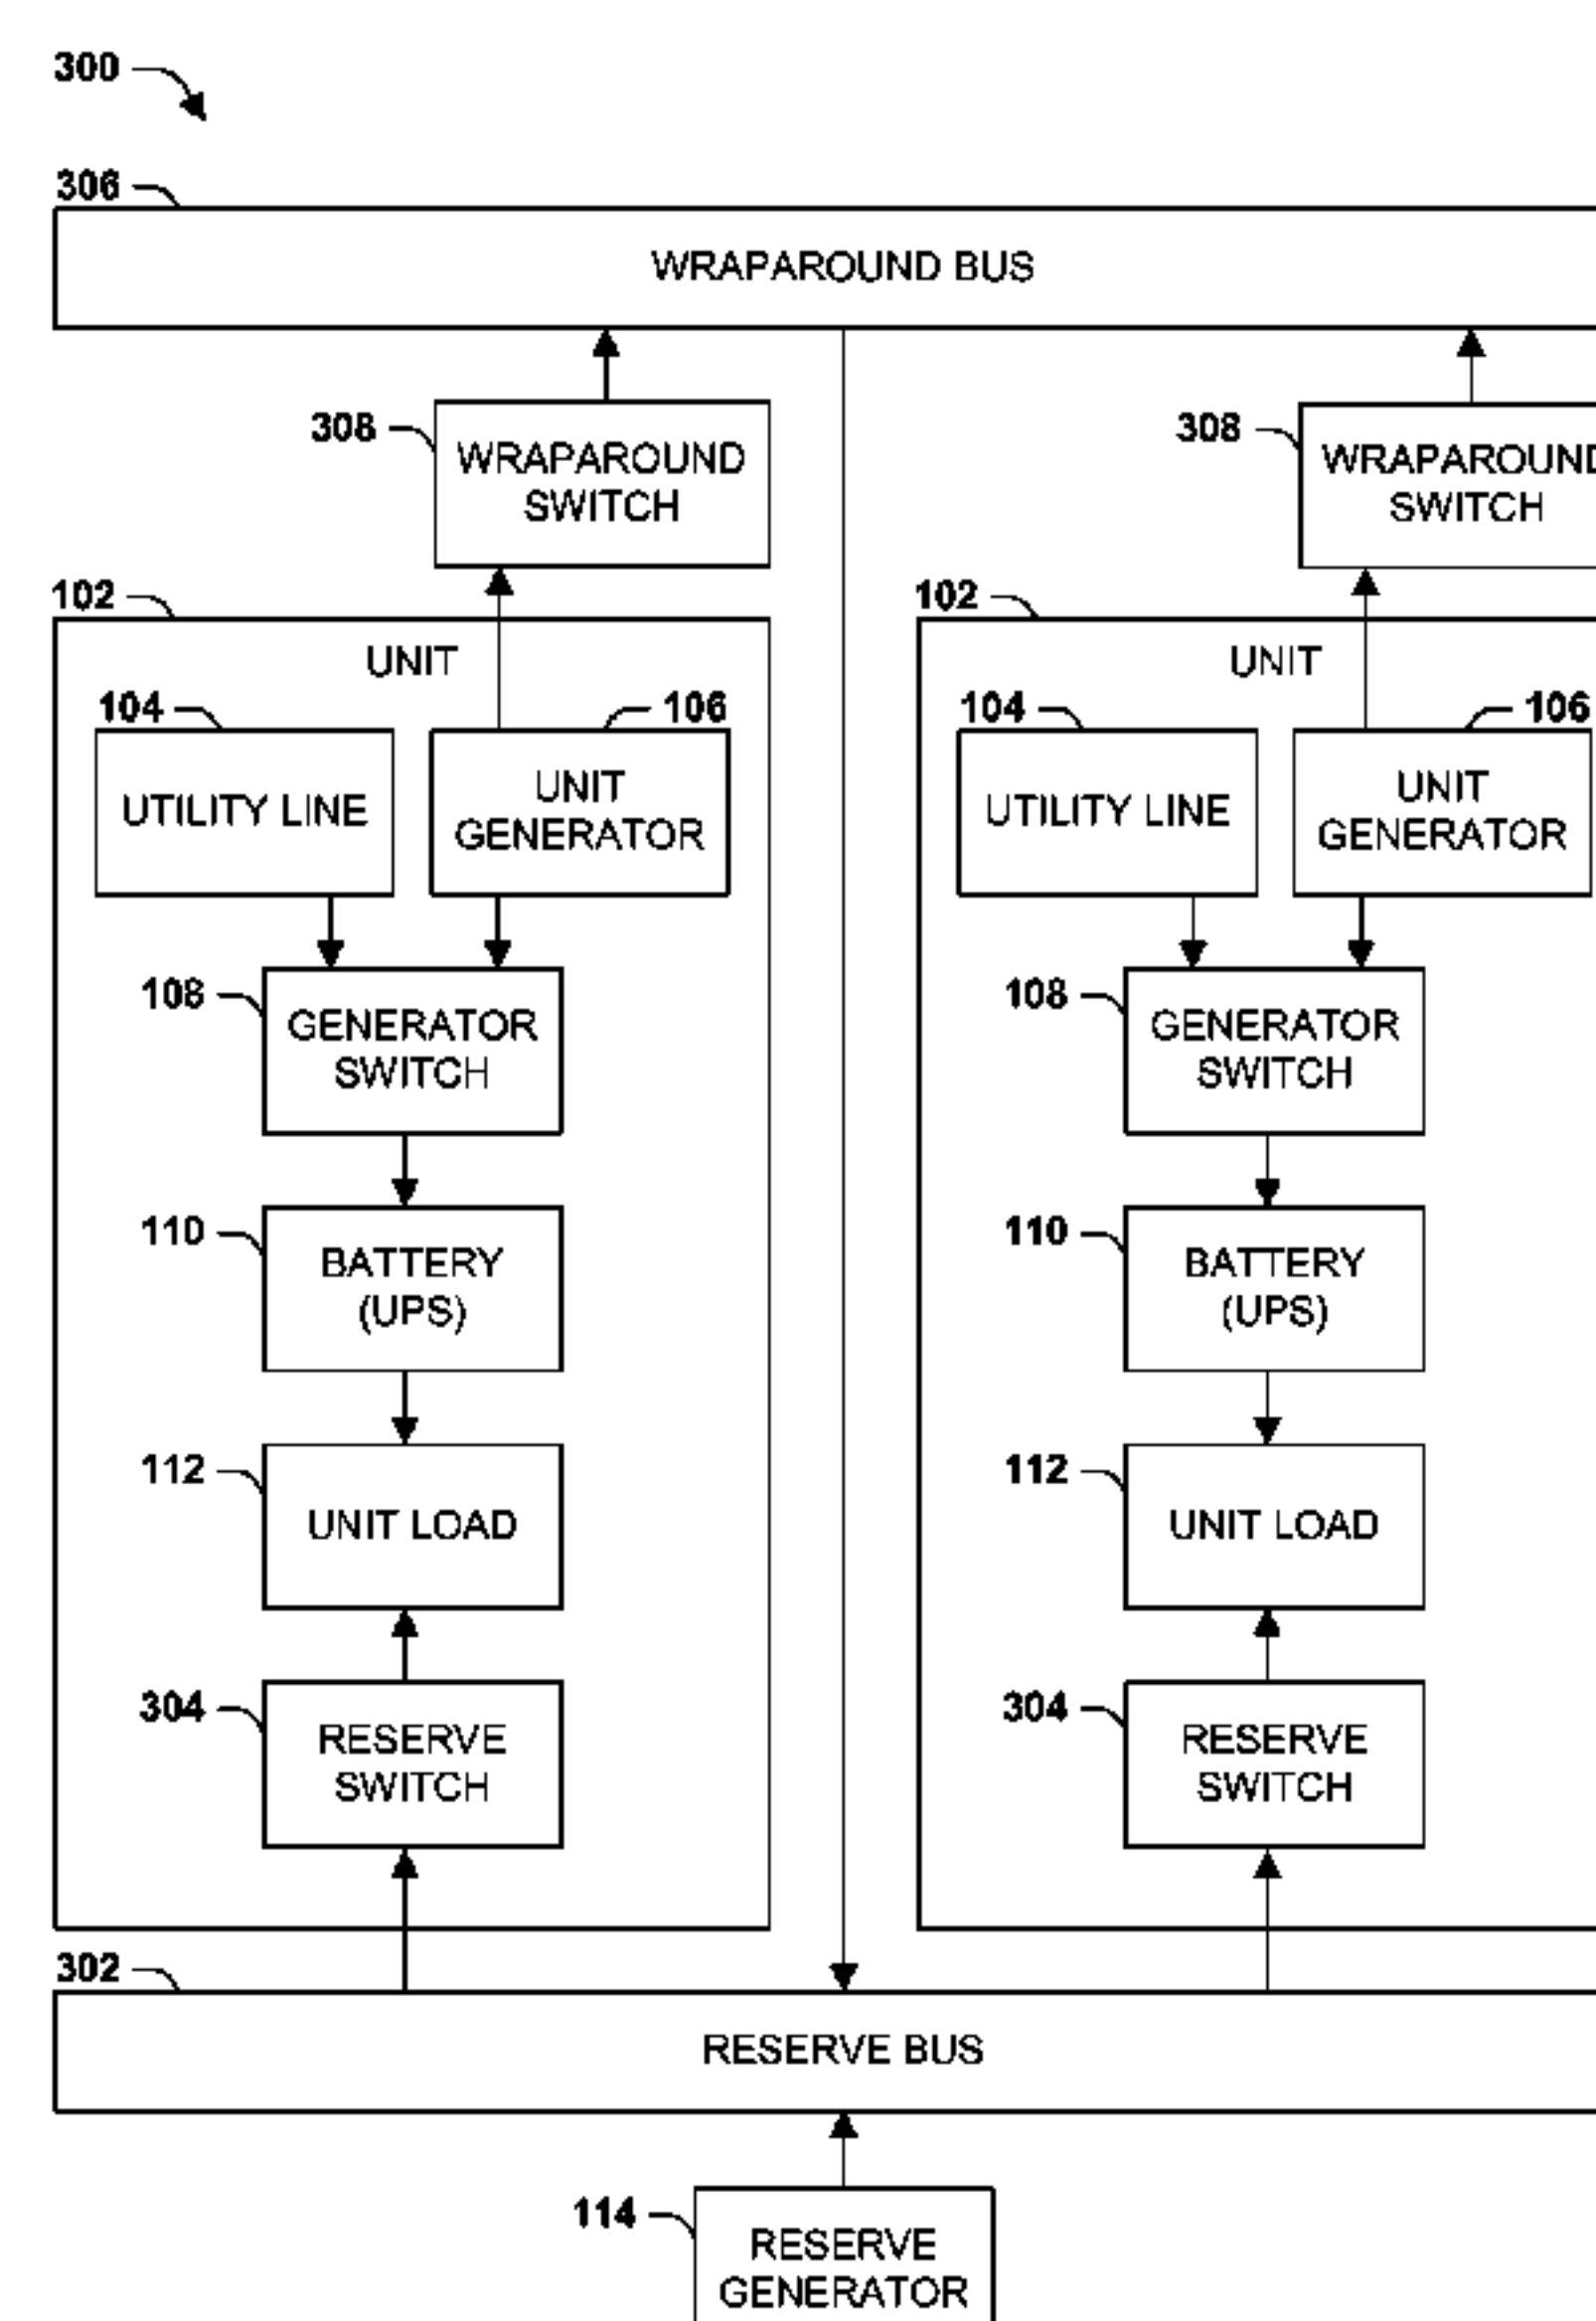 300
306
WRAPAROUND BUS
308
WRAPAROUND
SWITCH
308
WRAPAROUND
SWITCH
102
UNIT
104
106
UTILITY LINE
UNIT
GENERATOR
108
GENERATOR
SWITCH
110
BATTERY
(UPS)
112
UNIT LOAD
304
RESERVE
SWITCH
102
UNIT
104
106
UTILITY LINE
UNIT
GENERATOR
108
GENERATOR
SWITCH
110
BATTERY
(UPS)
112
UNIT LOAD
304
RESERVE
SWITCH
302
RESERVE BUS
114
RESERVE
GENERATOR